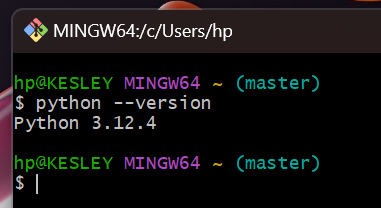 MINGW64:/c/Users/hp
hp@KESLEY MINGW64 ~ (master)
$ python --version
Python 3.12.4
hp@KESLEY MINGW64 ~ (master)
$